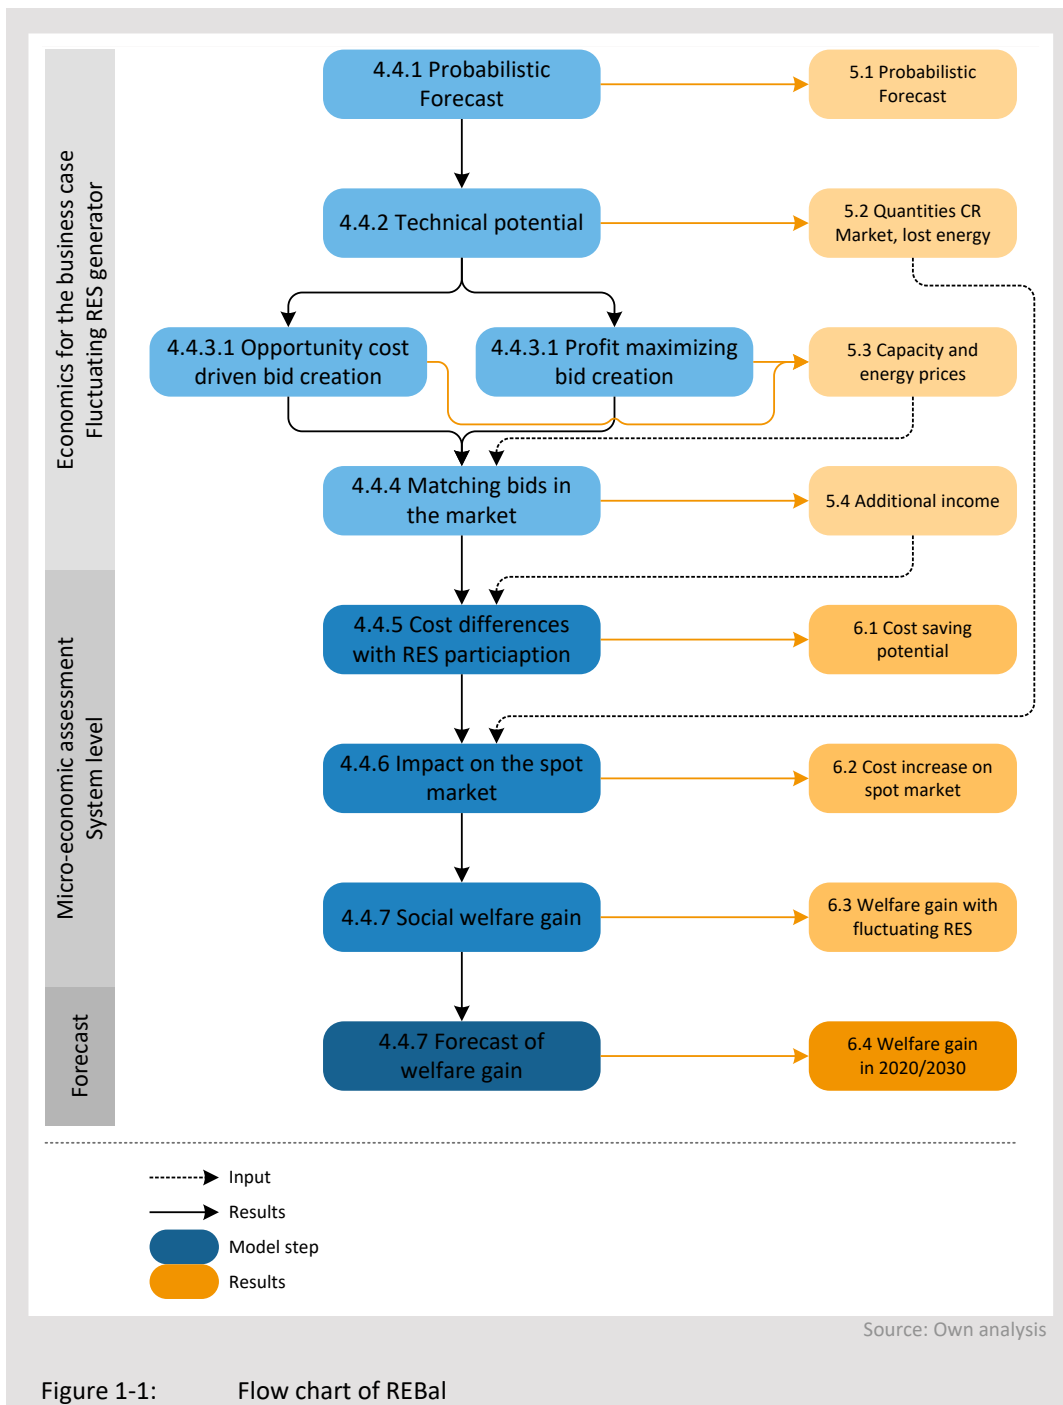 Economics for the business case
Fluctuating RES generator
4.4.1 Probabilistic
Forecast
5.1 Probabilistic
Forecast
4.4.2 Technical potential
5.2 Quantities CR
Market, lost energy
4.4.3.1 Opportunity cost
driven bid creation
4.4.3.1 Profit maximizing
bid creation
5.3 Capacity and
energy prices
4.4.4 Matching bids in
the market
5.4 Additional income
Micro-economic assessment
System level
4.4.5 Cost differences
with RES particiaption
6.1 Cost saving
potential
4.4.6 Impact on the spot
market
6.2 Cost increase on
spot market
4.4.7 Social welfare gain
6.3 Welfare gain with
fluctuating RES
Forecast
4.4.7 Forecast of
welfare gain
6.4 Welfare gain
in 2020/2030
Input
Results
Model step
Results
Source: Own analysis
Figure 1-1: Flow chart of REBal